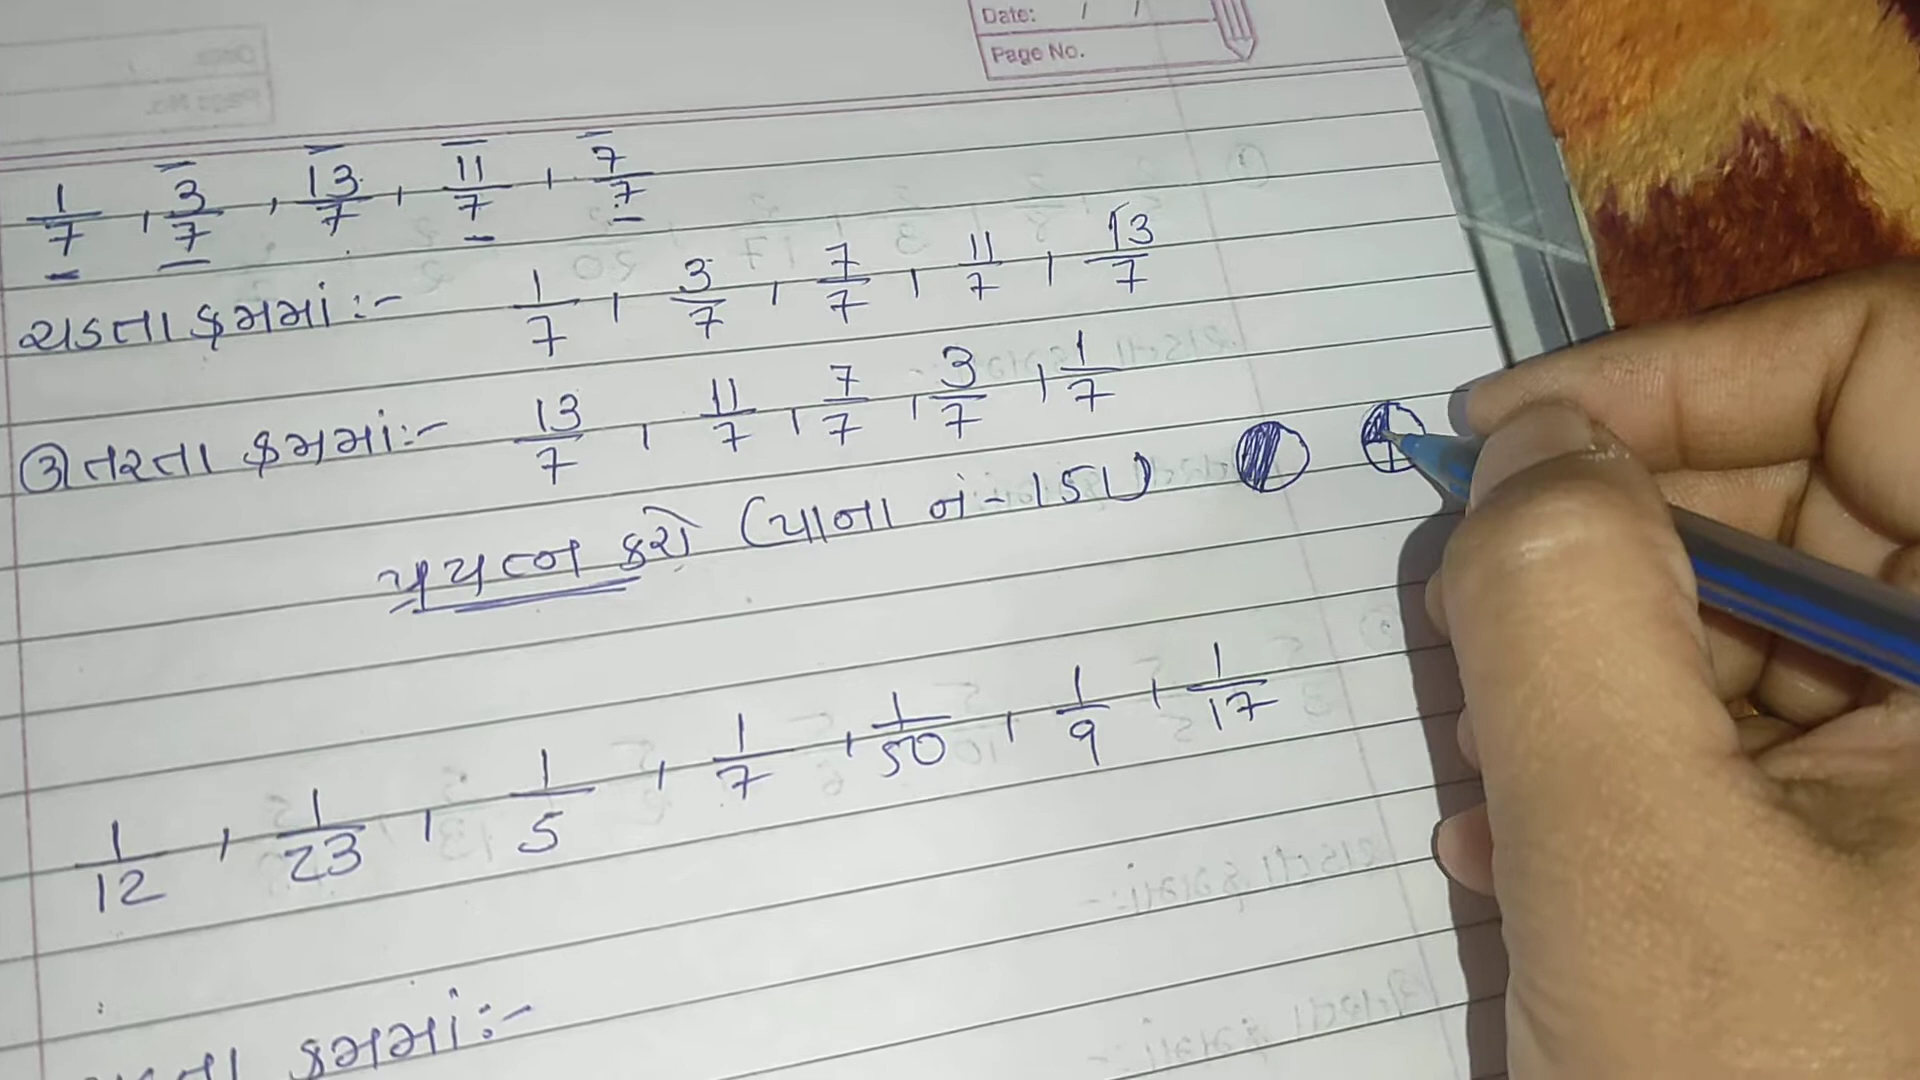 Date: / /
Page No.
1/7 , 3/7 , 13/7 , 11/7 , 7/7
ચડતા ક્રમમાં :- 1/7 , 3/7 , 7/7 , 11/7 , 13/7
ઊતરતા ક્રમમાં :- 13/7 , 11/7 , 7/7 , 3/7 , 1/7
પ્રયત્ન કરો (પાના નં - 151)
1/12 , 1/23 , 1/5 , 1/7 , 1/50 , 1/9 , 1/17
ક્રમમાં :-